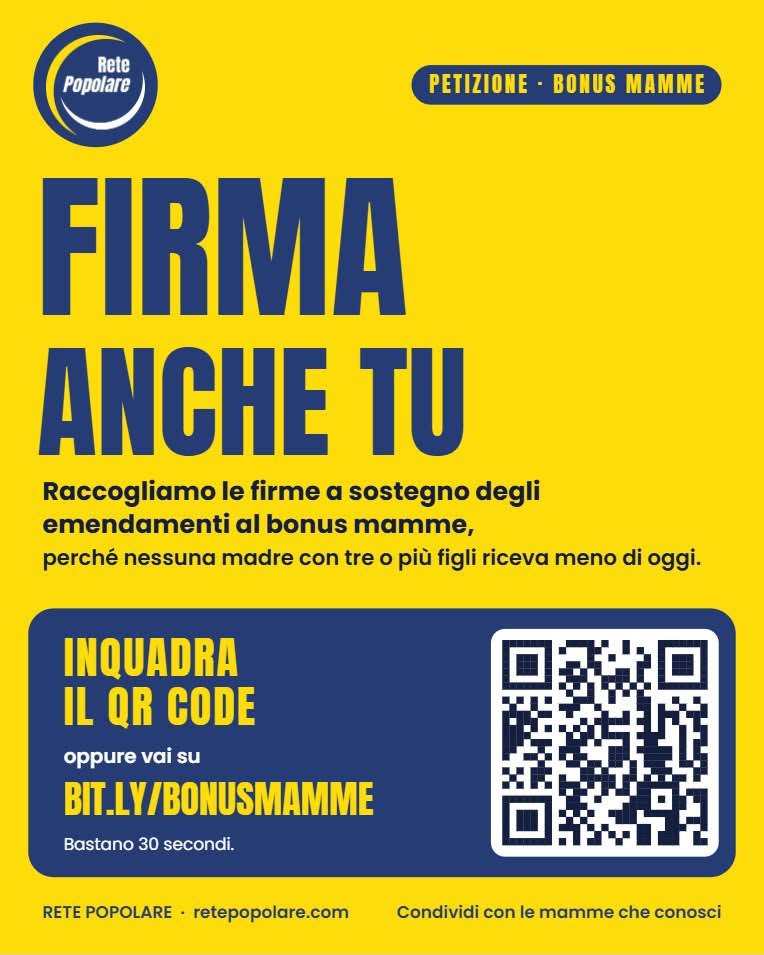 Rete
Popolare
PETIZIONE · BONUS MAMME
FIRMA
ANCHE TU
Raccogliamo le firme a sostegno degli
emendamenti al bonus mamme,
perché nessuna madre con tre o più figli riceva meno di oggi.
INQUADRA
IL QR CODE
oppure vai su
BIT.LY/BONUSMAMME
Bastano 30 secondi.
RETE POPOLARE · retepopolare.com
Condividi con le mamme che conosci